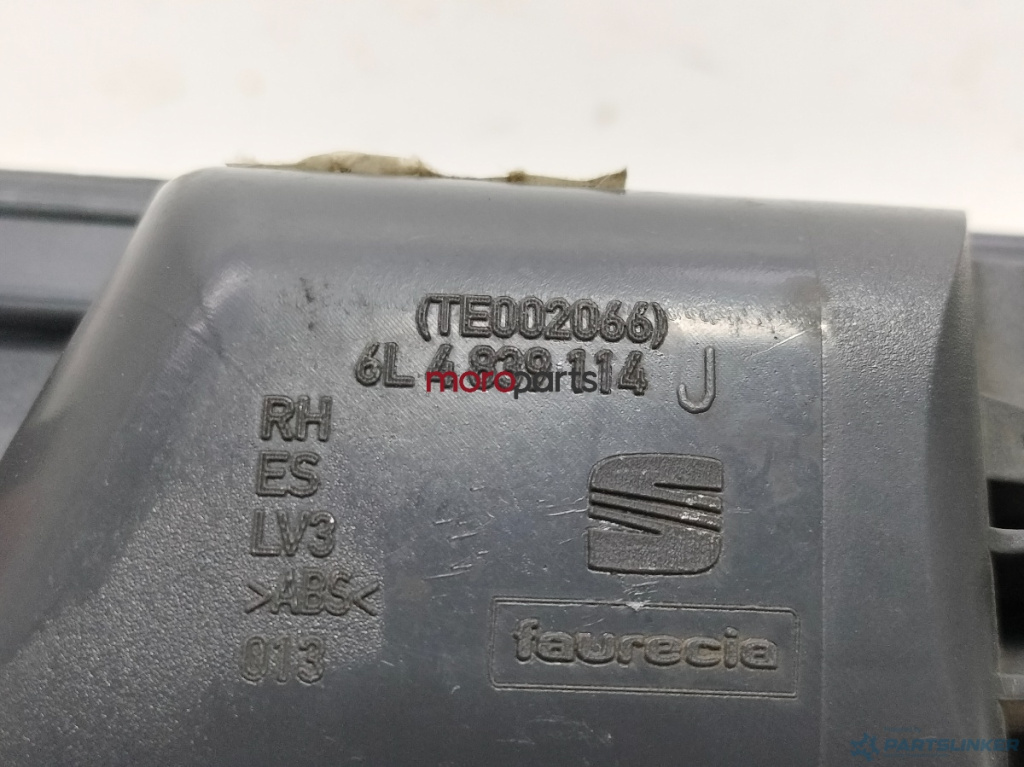 (TE002066)
6L 4 839 114 J
moroparts
RH
ES
LV3
>ABS<
013
faurecia
PARTSLINKER